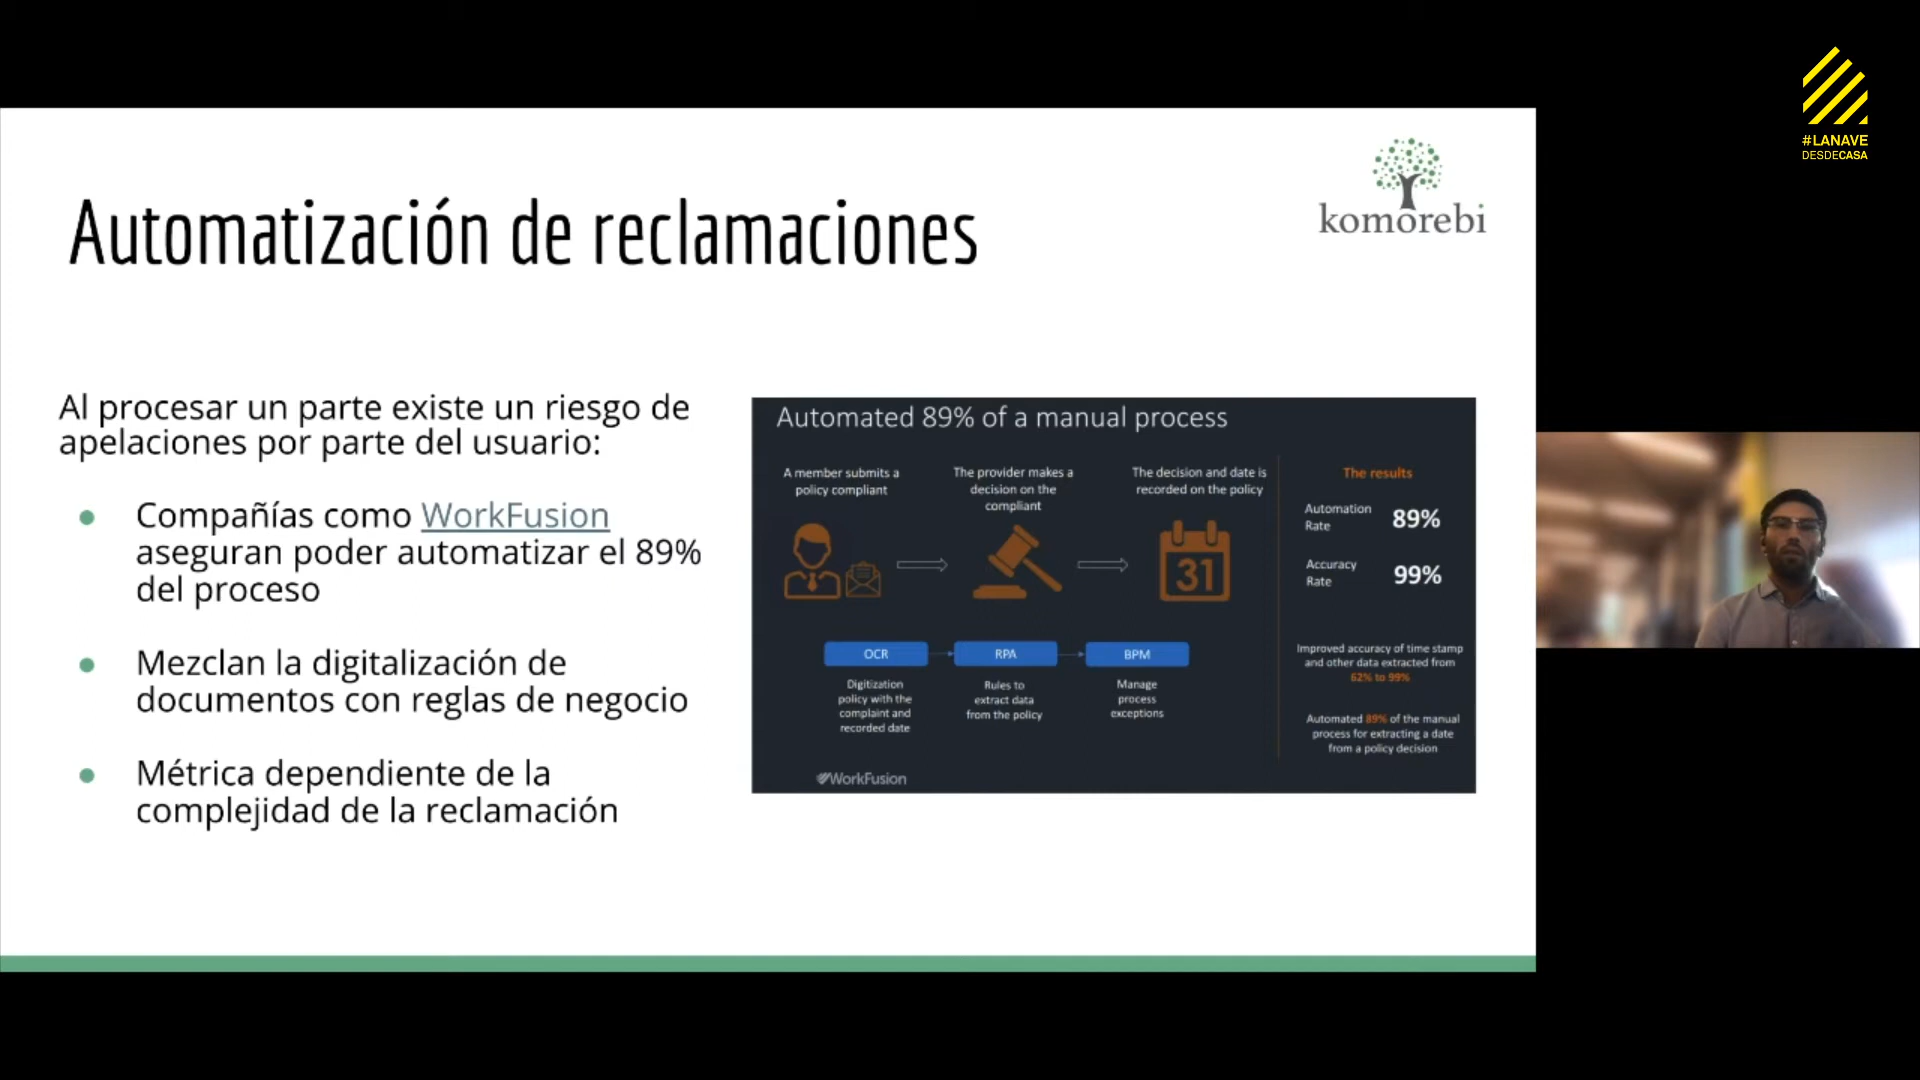 #LANAVE
DESDECASA
komorebi
Automatización de reclamaciones
Al procesar un parte existe un riesgo de
apelaciones por parte del usuario:
● Compañías como WorkFusion
aseguran poder automatizar el 89%
del proceso
● Mezclan la digitalización de
documentos con reglas de negocio
● Métrica dependiente de la
complejidad de la reclamación
Automated 89% of a manual process
A member submits a
policy compliant
The provider makes a
decision on the
compliant
The decision and date is
recorded on the policy
31
OCR
RPA
BPM
Digitization
policy with the
complaint and
recorded date
Rules to
extract data
from the policy
Manage
process
exceptions
WorkFusion
The results
Automation
Rate
89%
Accuracy
Rate
99%
Improved accuracy of time stamp
and other data extracted from
62% to 99%
Automated 89% of the manual
process for extracting a date
from a policy decision